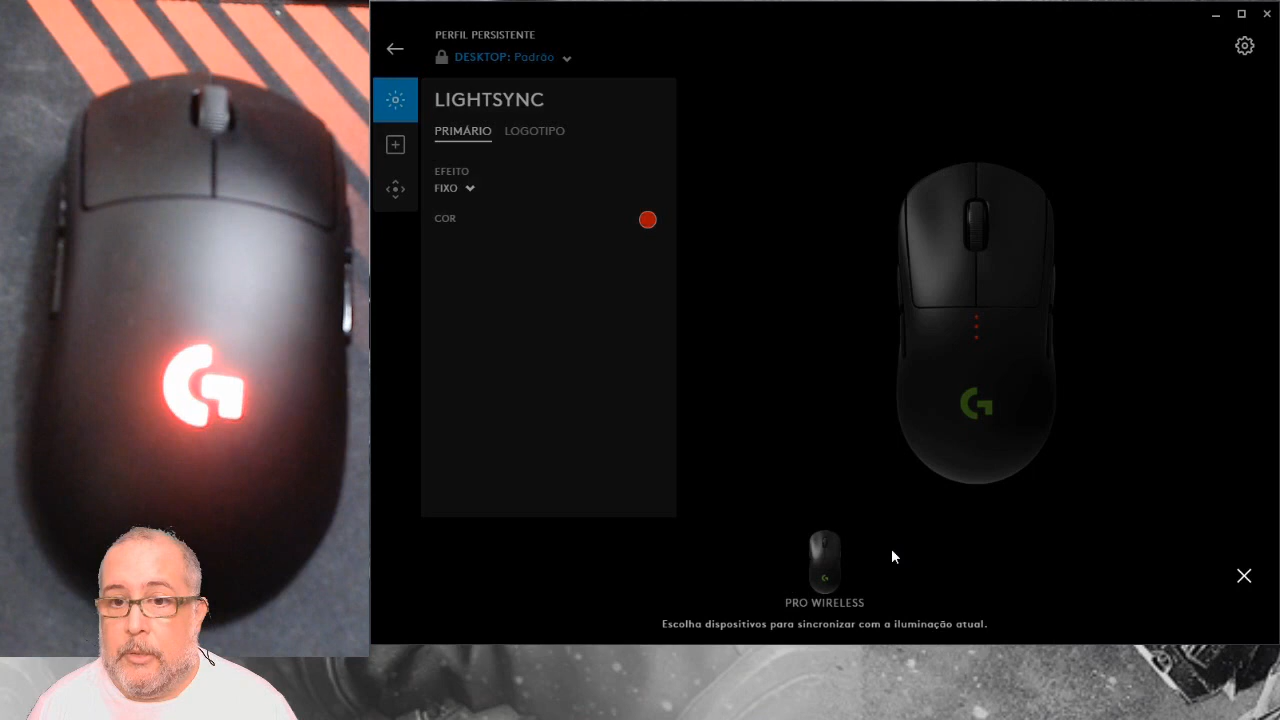 PERFIL PERSISTENTE
DESKTOP: Padrão
LIGHTSYNC
PRIMÁRIO LOGOTIPO
EFEITO
FIXO
COR
PRO WIRELESS
Escolha dispositivos para sincronizar com a iluminação atual.